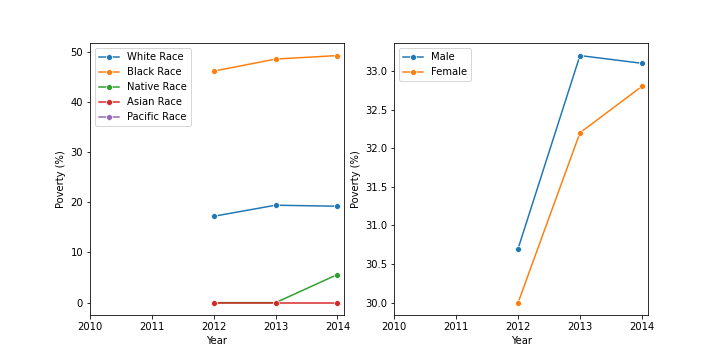 White Race
Black Race
Native Race
Asian Race
Pacific Race
50
40
30
20
10
0
Poverty (%)
2010 2011 2012 2013 2014
Year
Male
Female
33.0
32.5
32.0
31.5
31.0
30.5
30.0
Poverty (%)
2010 2011 2012 2013 2014
Year